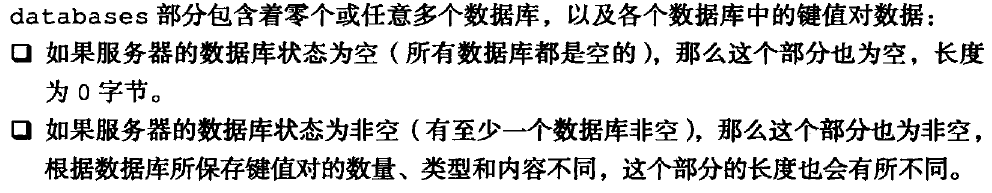 databases 部分包含着零个或任意多个数据库，以及各个数据库中的键值对数据：
❑ 如果服务器的数据库状态为空（所有数据库都是空的），那么这个部分也为空，长度
为 0 字节。
❑ 如果服务器的数据库状态为非空（有至少一个数据库非空），那么这个部分也为非空，
根据数据库所保存键值对的数量、类型和内容不同，这个部分的长度也会有所不同。